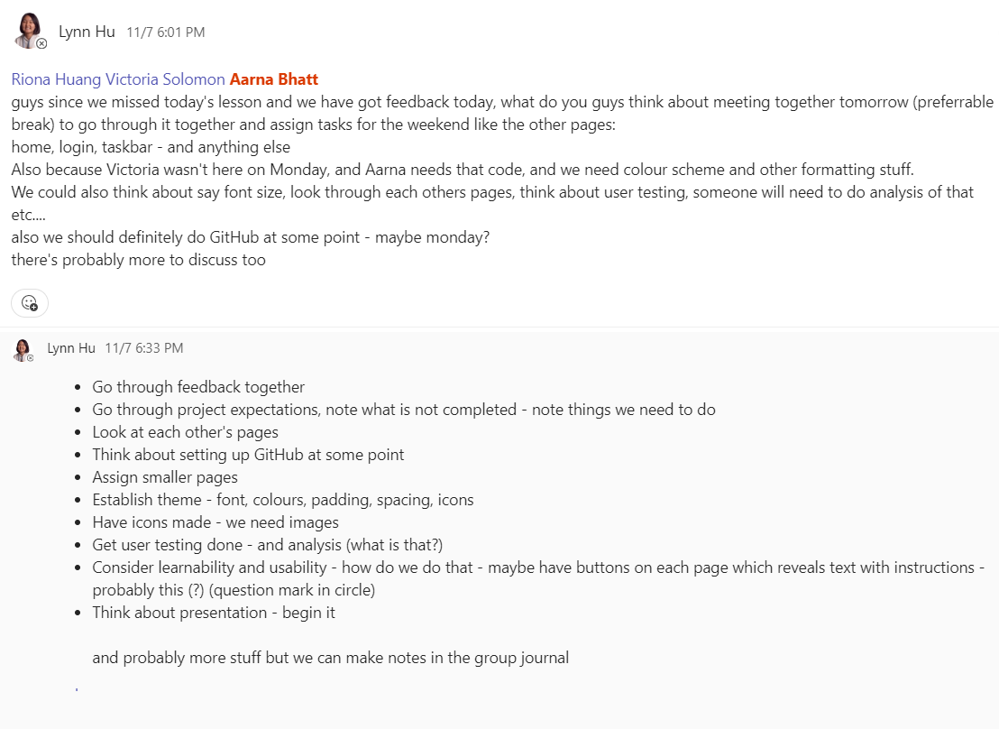 Lynn Hu 11/7 6:01 PM
Riona Huang Victoria Solomon Aarna Bhatt
guys since we missed today's lesson and we have got feedback today, what do you guys think about meeting together tomorrow (preferrable
break) to go through it together and assign tasks for the weekend like the other pages:
home, login, taskbar - and anything else
Also because Victoria wasn't here on Monday, and Aarna needs that code, and we need colour scheme and other formatting stuff.
We could also think about say font size, look through each others pages, think about user testing, someone will need to do analysis of that
etc....
also we should definitely do GitHub at some point - maybe monday?
there's probably more to discuss too
Lynn Hu 11/7 6:33 PM
• Go through feedback together
• Go through project expectations, note what is not completed - note things we need to do
• Look at each other's pages
• Think about setting up GitHub at some point
• Assign smaller pages
• Establish theme - font, colours, padding, spacing, icons
• Have icons made - we need images
• Get user testing done - and analysis (what is that?)
• Consider learnability and usability - how do we do that - maybe have buttons on each page which reveals text with instructions -
probably this (?) (question mark in circle)
• Think about presentation - begin it
and probably more stuff but we can make notes in the group journal